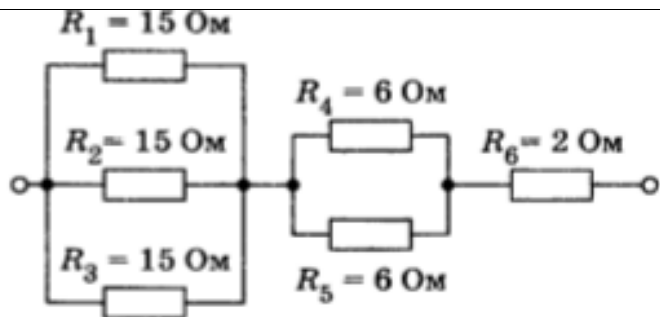 R₁ = 15 Ом
R₄ = 6 Ом
R₂ = 15 Ом
R₆ = 2 Ом
R₃ = 15 Ом
R₅ = 6 Ом